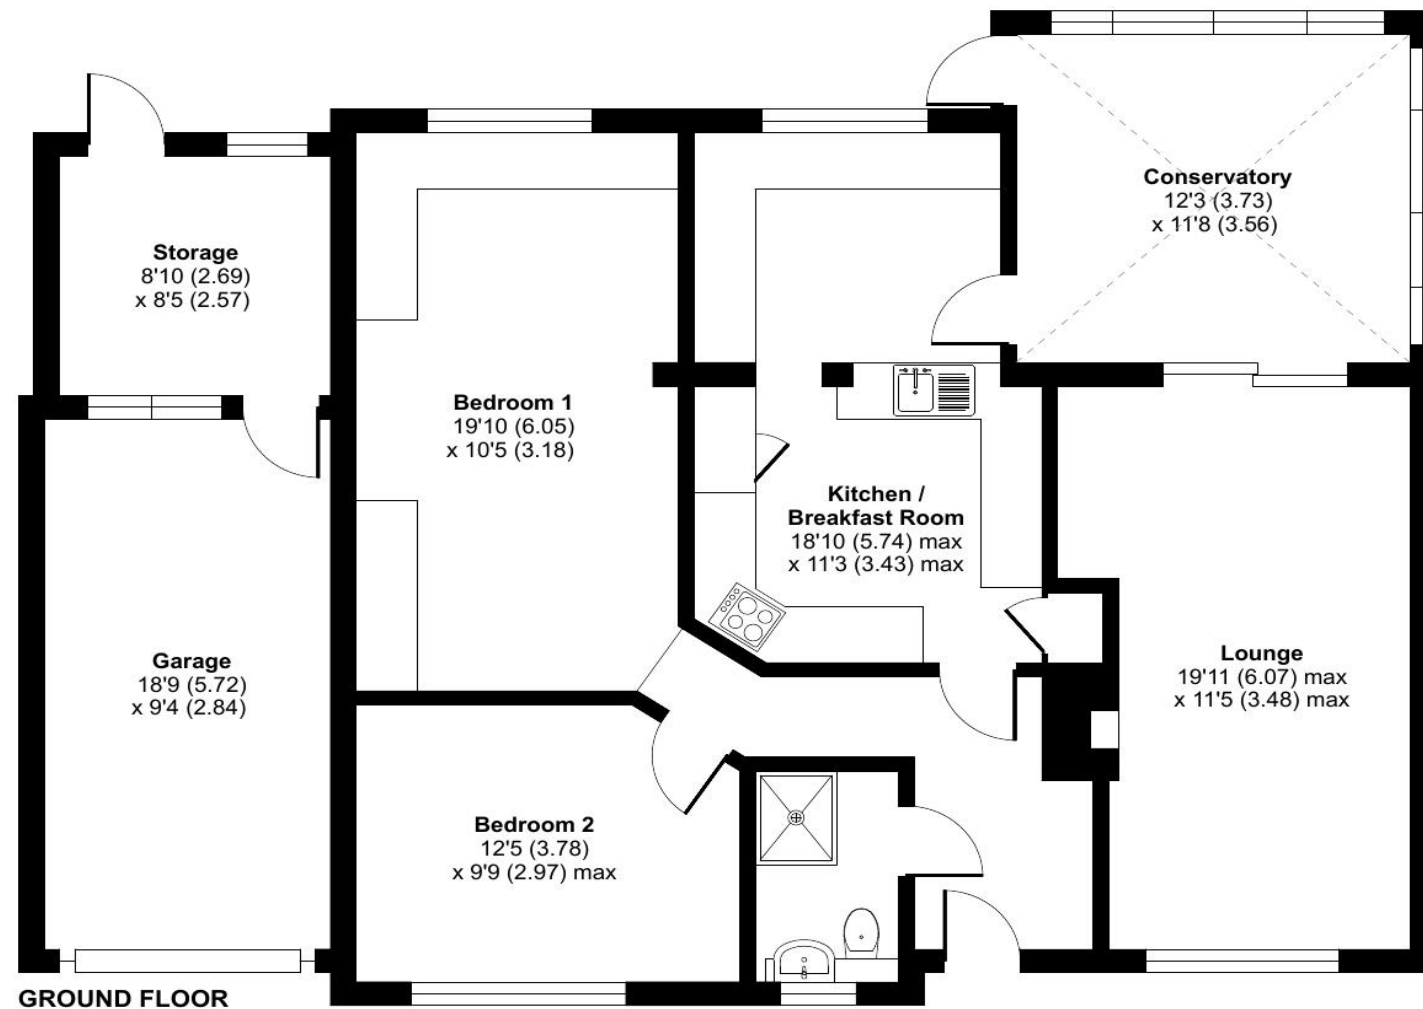 Conservatory
12'3 (3.73)
x 11'8 (3.56)
Storage
8'10 (2.69)
x 8'5 (2.57)
Bedroom 1
19'10 (6.05)
x 10'5 (3.18)
Kitchen /
Breakfast Room
18'10 (5.74) max
x 11'3 (3.43) max
Garage
18'9 (5.72)
x 9'4 (2.84)
Lounge
19'11 (6.07) max
x 11'5 (3.48) max
Bedroom 2
12'5 (3.78)
x 9'9 (2.97) max
GROUND FLOOR